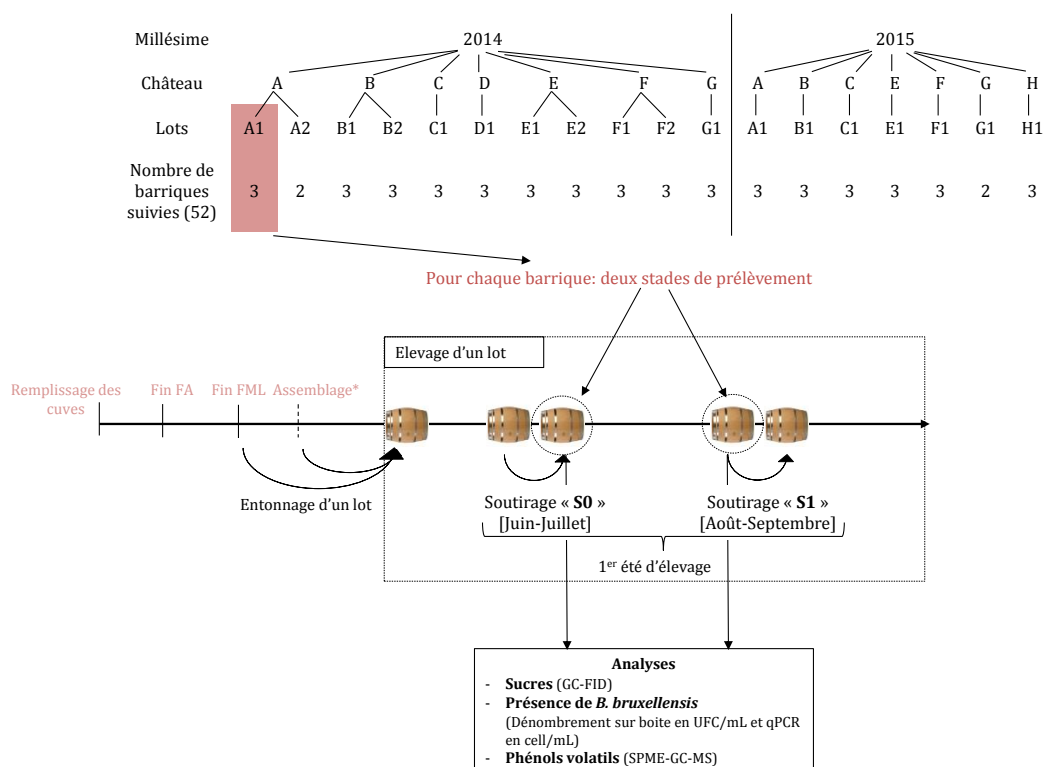 Millésime 2014 2015
Château A B C D E F G A B C E F G H
Lots A1 A2 B1 B2 C1 D1 E1 E2 F1 F2 G1 A1 B1 C1 E1 F1 G1 H1
Nombre de
barriques
suivies (52)
3 2 3 3 3 3 3 3 3 3 3 3 3 3 3 3 2 3
Pour chaque barrique: deux stades de prélèvement
Elevage d'un lot
Remplissage des
cuves
Fin FA
Fin FML
Assemblage*
Entonnage d'un lot
Soutirage « S0 »
[Juin-Juillet]
Soutirage « S1 »
[Août-Septembre]
1er été d'élevage
Analyses
- Sucres (GC-FID)
- Présence de B. bruxellensis
(Dénombrement sur boite en UFC/mL et qPCR
en cell/mL)
- Phénols volatils (SPME-GC-MS)